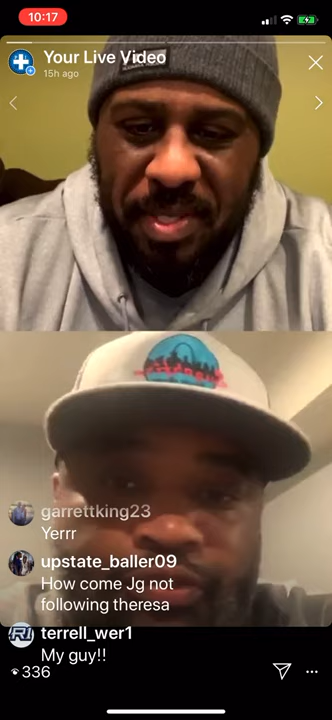 10:17
Your Live Video
15h ago
garrettking23
Yerrr
upstate_baller09
How come Jg not
following theresa
terrell_wer1
My guy!!
336